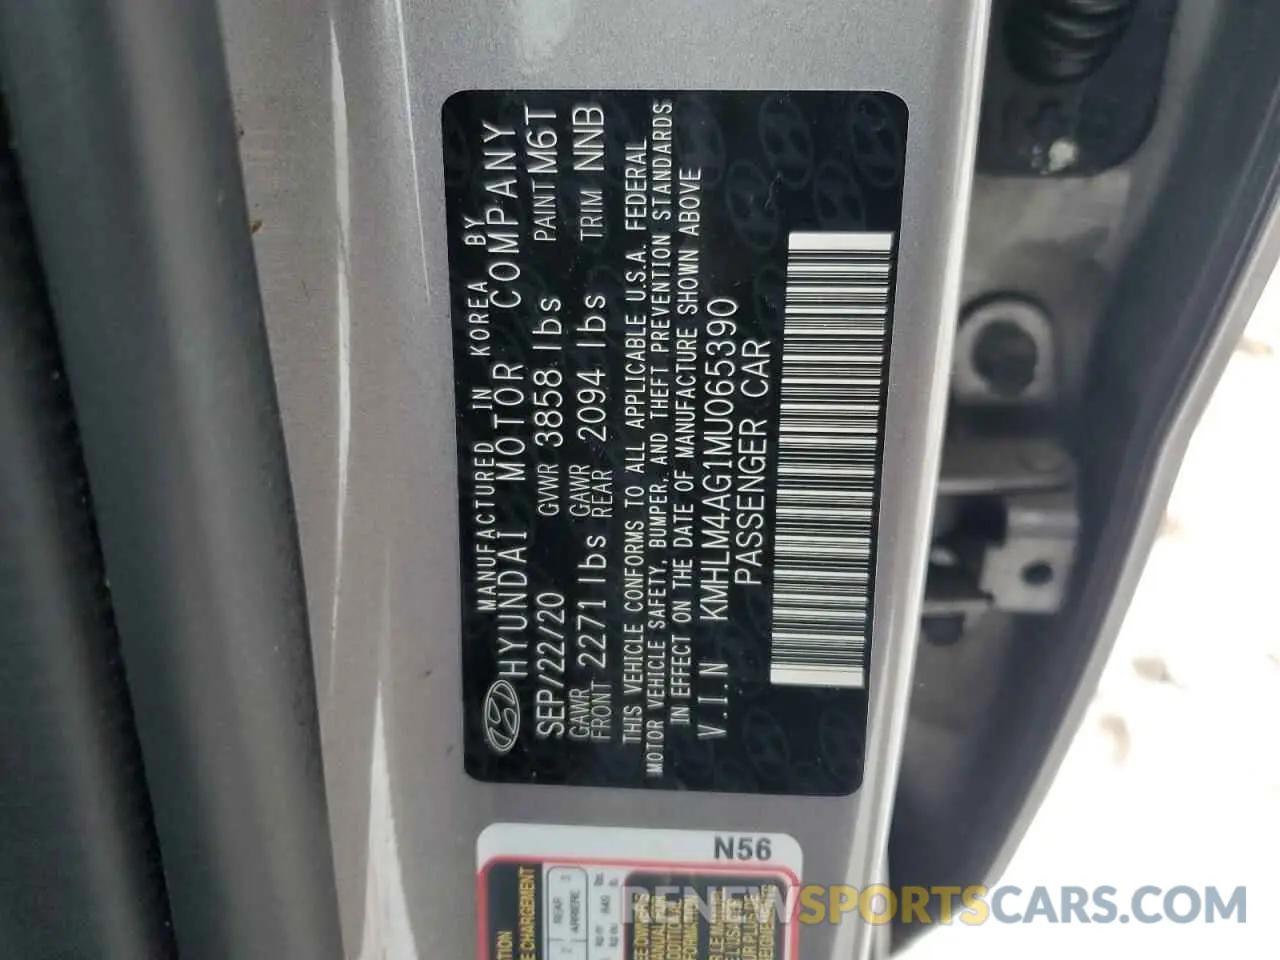 MANUFACTURED IN KOREA BY
HYUNDAI MOTOR COMPANY
SEP/22/20 GVWR 3858 lbs PAINT M6T
GAWR FRONT 2271 lbs GAWR REAR 2094 lbs TRIM NNB
THIS VEHICLE CONFORMS TO ALL APPLICABLE U.S.A. FEDERAL
MOTOR VEHICLE SAFETY, BUMPER, AND THEFT PREVENTION STANDARDS
IN EFFECT ON THE DATE OF MANUFACTURE SHOWN ABOVE
V.I.N KMHLM4AG1MU065390
PASSENGER CAR
N56
REAR
ARRIERE
RENEWSPORTSCARS.COM